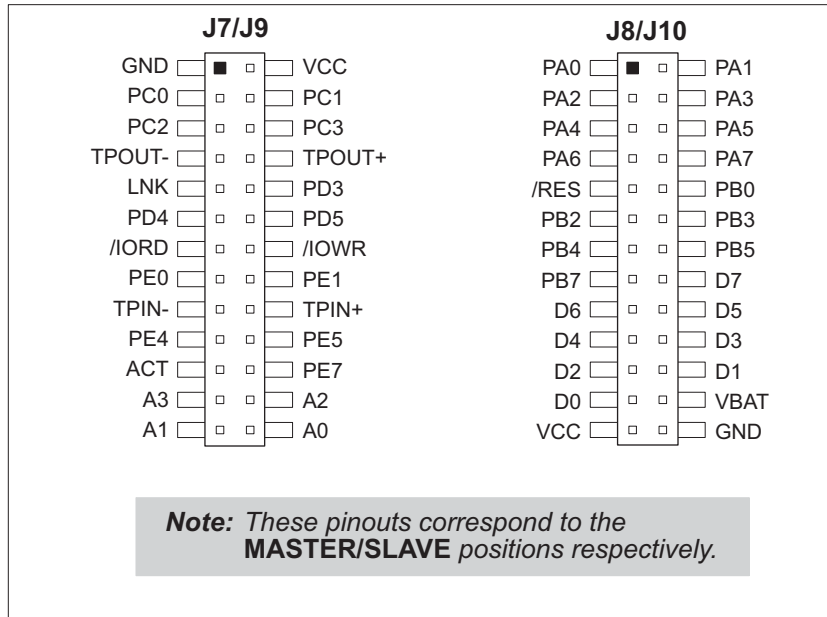 J7/J9
GND VCC
PC0 PC1
PC2 PC3
TPOUT- TPOUT+
LNK PD3
PD4 PD5
/IORD /IOWR
PE0 PE1
TPIN- TPIN+
PE4 PE5
ACT PE7
A3 A2
A1 A0
J8/J10
PA0 PA1
PA2 PA3
PA4 PA5
PA6 PA7
/RES PB0
PB2 PB3
PB4 PB5
PB7 D7
D6 D5
D4 D3
D2 D1
D0 VBAT
VCC GND
Note: These pinouts correspond to the
MASTER/SLAVE positions respectively.